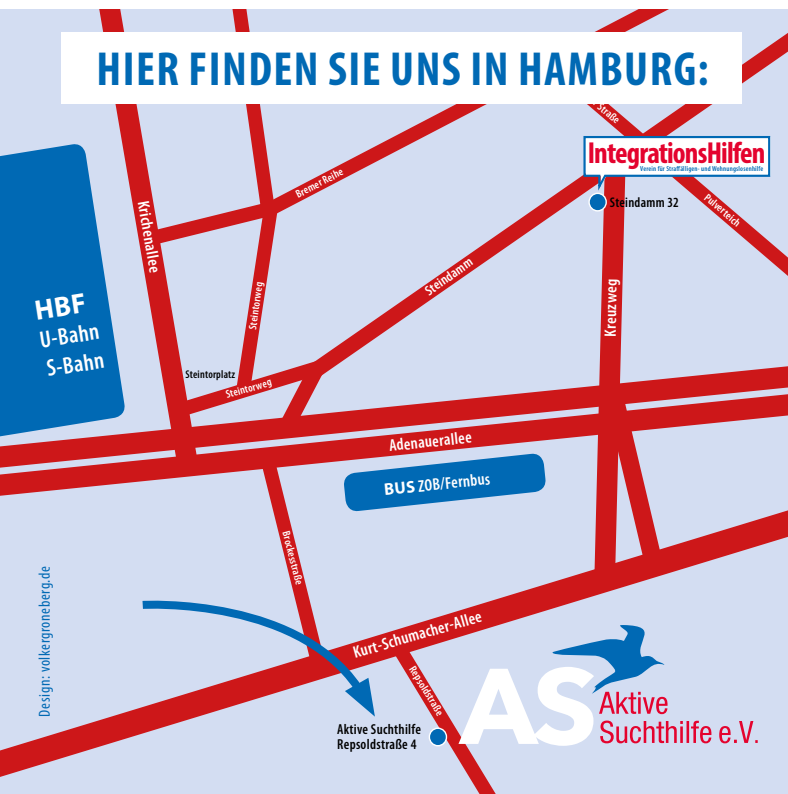 HIER FINDEN SIE UNS IN HAMBURG:
Straße
IntegrationsHilfen
Verein für Straffälligen- und Wohnungslosenhilfe
Steindamm 32
Pulverteich
Bremer Reihe
Krichenallee
Steindamm
Steintorweg
Kreuzweg
HBF
U-Bahn
S-Bahn
Steintorplatz
Steintorweg
Adenauerallee
BUS ZOB/Fernbus
Brockesstraße
Design: volkergroneberg.de
Kurt-Schumacher-Allee
Repsoldstraße
AS
Aktive
Suchthilfe e.V.
Aktive Suchthilfe
Repsoldstraße 4